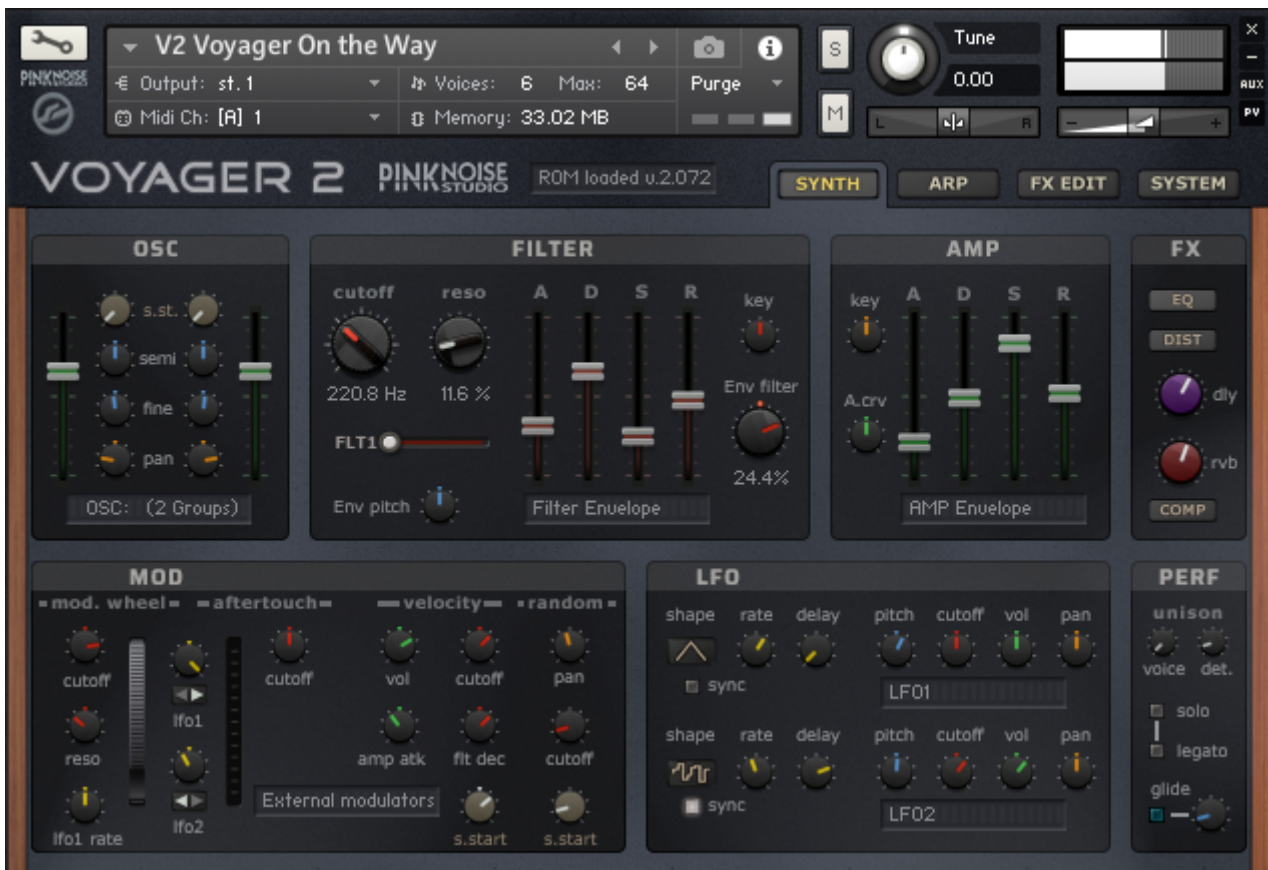 V2 Voyager On the Way
S
Tune
X
PINKNOISE STUDIO
Output: st.1
Voices: 6 Max: 64
Purge
0.00
AUX
Midi Ch: [A] 1
Memory: 33.02 MB
M
L
R
-
+
PV
VOYAGER 2
PINKNOISE STUDIO
ROM loaded v.2.072
SYNTH
ARP
FX EDIT
SYSTEM
OSC
s.st.
semi
fine
pan
OSC: (2 Groups)
FILTER
cutoff
reso
A D S R
key
220.8 Hz
11.6 %
Env filter
FLT1
24.4%
Env pitch
Filter Envelope
AMP
key
A D S R
A.crv
AMP Envelope
FX
EQ
DIST
dly
rvb
COMP
MOD
mod. wheel
aftertouch
velocity
random
cutoff
lfo1
cutoff
vol
cutoff
pan
reso
amp atk
flt dec
cutoff
lfo1 rate
lfo2
External modulators
s.start
s.start
LFO
shape rate delay pitch cutoff vol pan
sync
LFO1
shape rate delay pitch cutoff vol pan
sync
LFO2
PERF
unison
voice det.
solo
legato
glide